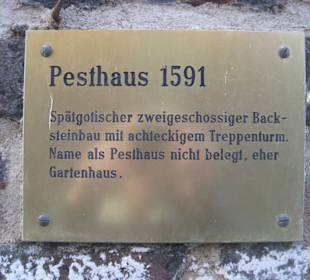 Pesthaus 1591
Spätgotischer zweigeschossiger Back-
steinbau mit achteckigem Treppenturm.
Name als Pesthaus nicht belegt, eher
Gartenhaus.